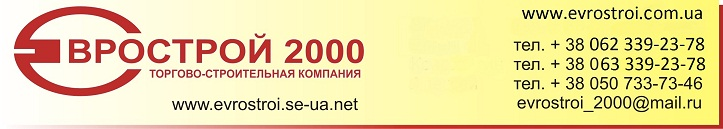 ЕВРОСТРОЙ 2000
ТОРГОВО-СТРОИТЕЛЬНАЯ КОМПАНИЯ
www.evrostroi.se-ua.net
www.evrostroi.com.ua
тел. + 38 062 339-23-78
тел. + 38 063 339-23-78
тел. + 38 050 733-73-46
evrostroi_2000@mail.ru